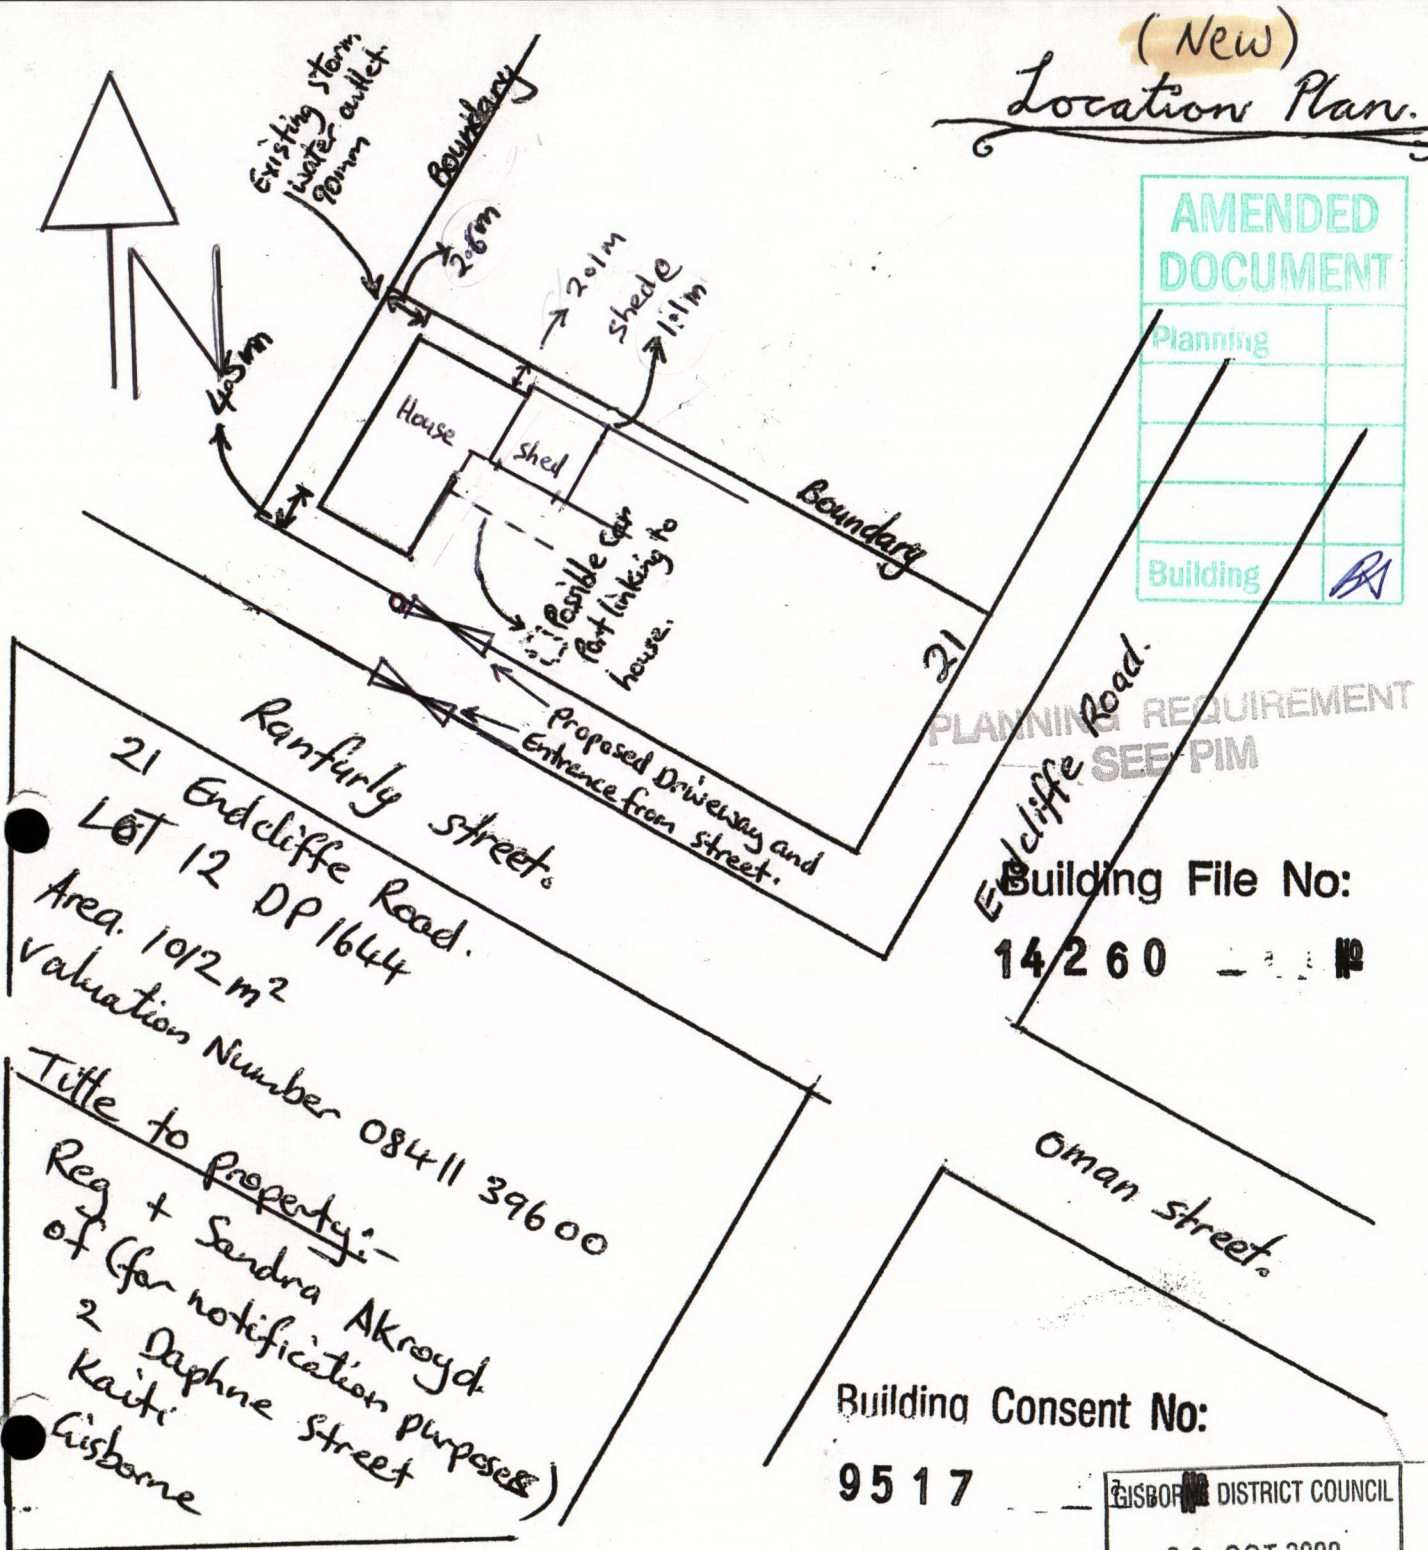 (New)
Location Plan.
Existing storm
water outlet.
90mm
Boundary
2.8m
2.1m
shed e
1.1m
N
4.5m
House
Shed
Boundary
Possible Car
Port linking to
house.
21
AMENDED
DOCUMENT
Planning
Building
PLANNING REQUIREMENT
SEE PIM
Endcliffe Road.
Proposed Driveway and
Entrance from street.
Ranfurly street.
21 Endcliffe Road.
LOT 12 DP 1644
Area. 1012 m²
Valuation Number 08411 39600
Title to Property:-
Reg + Sandra Akroyd.
of (for notification purposes)
2 Daphne Street
Kaiti
Gisborne
Building File No:
14260
Oman street.
Building Consent No:
9517
GISBORNE DISTRICT COUNCIL
OCT 2000